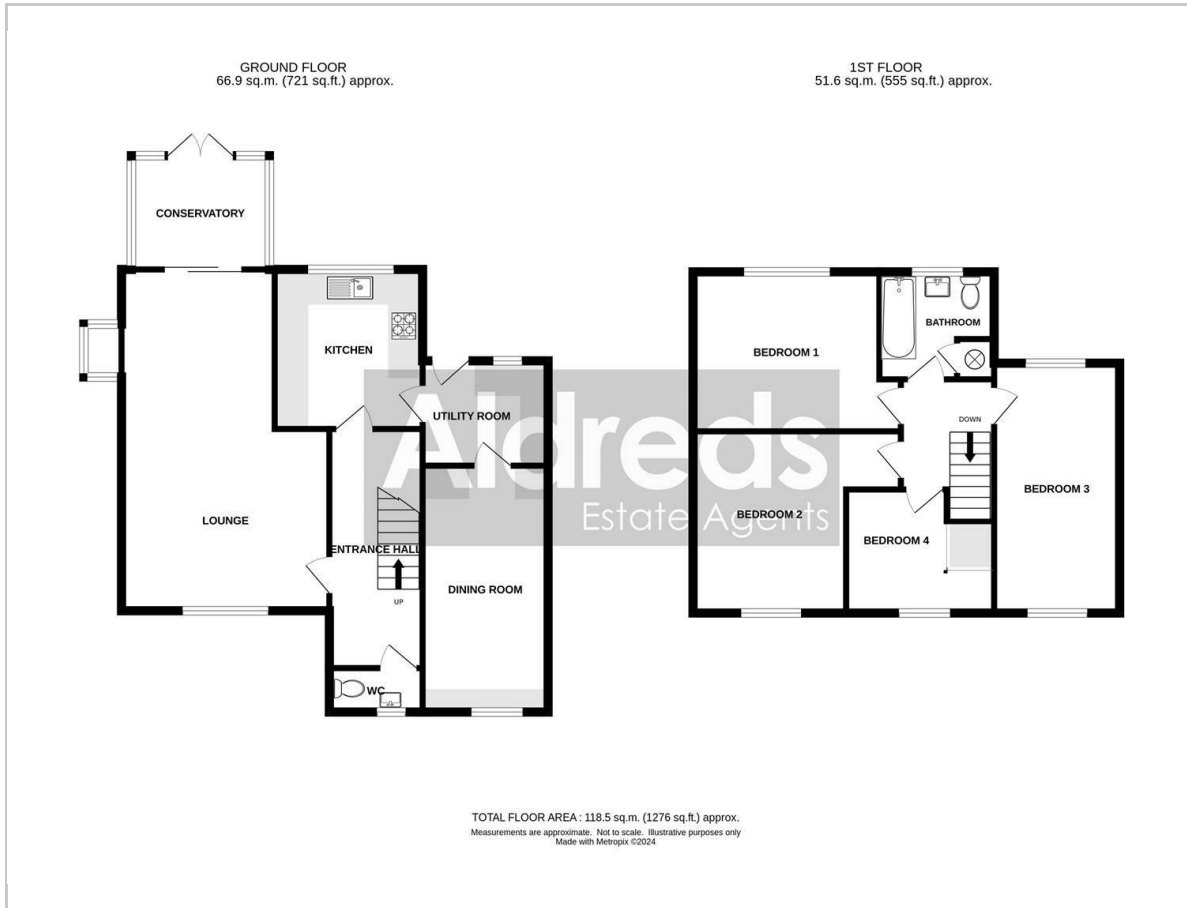 GROUND FLOOR
66.9 sq.m. (721 sq.ft.) approx.
1ST FLOOR
51.6 sq.m. (555 sq.ft.) approx.
CONSERVATORY
KITCHEN
UTILITY ROOM
LOUNGE
ENTRANCE HALL
UP
DINING ROOM
WC
BATHROOM
BEDROOM 1
DOWN
BEDROOM 2
BEDROOM 3
BEDROOM 4
Aldreds
Estate Agents
TOTAL FLOOR AREA : 118.5 sq.m. (1276 sq.ft.) approx.
Measurements are approximate. Not to scale. Illustrative purposes only
Made with Metropix ©2024